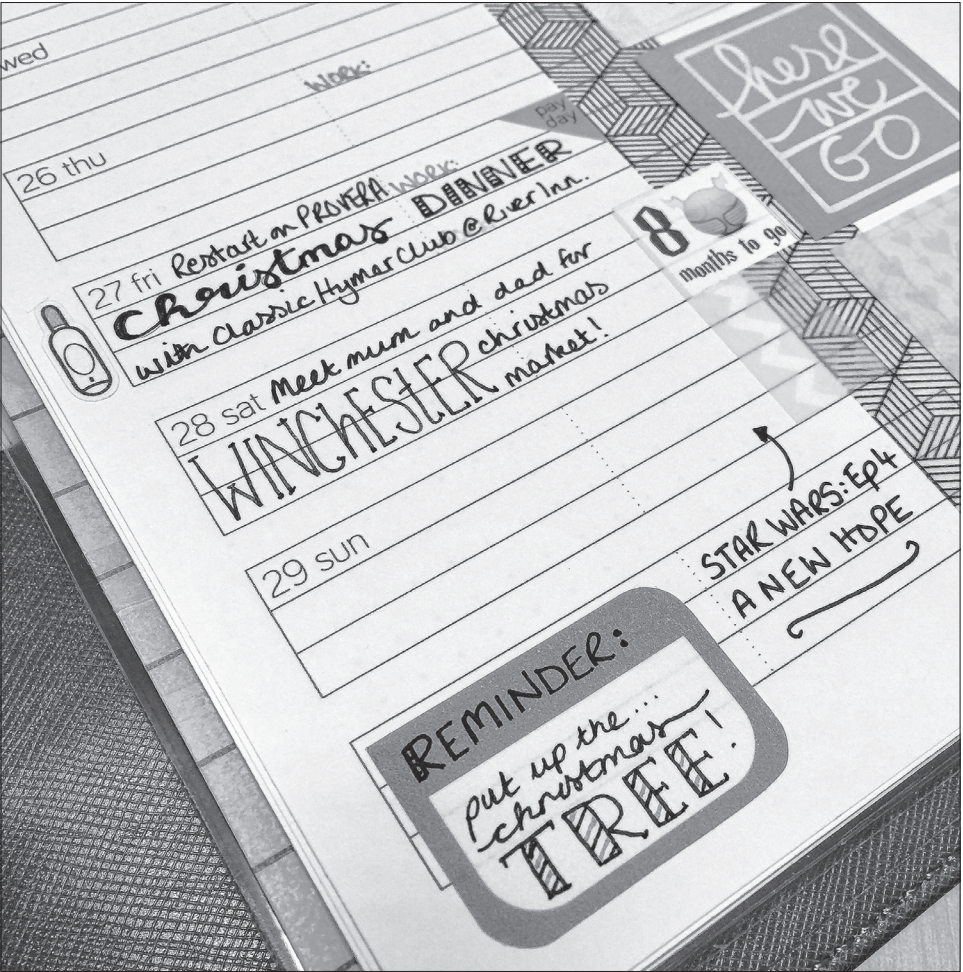 wed
WORK:
pay
day
here
we
GO
26 thu
WORK:
27 fri Restart on PROVERA
Christmas DINNER
with Classic Hymer Club @ River Inn.
8
months to go
28 sat Meet mum and dad for
WINCHESTER christmas
market!
29 sun
STAR WARS: Ep4
A NEW HOPE
REMINDER:
put up the...
christmas
TREE!